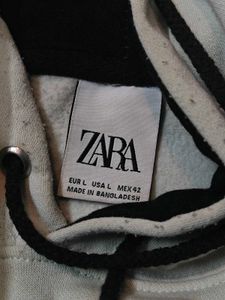 ZARA
EUR L USA L MEX 42
MADE IN BANGLADESH